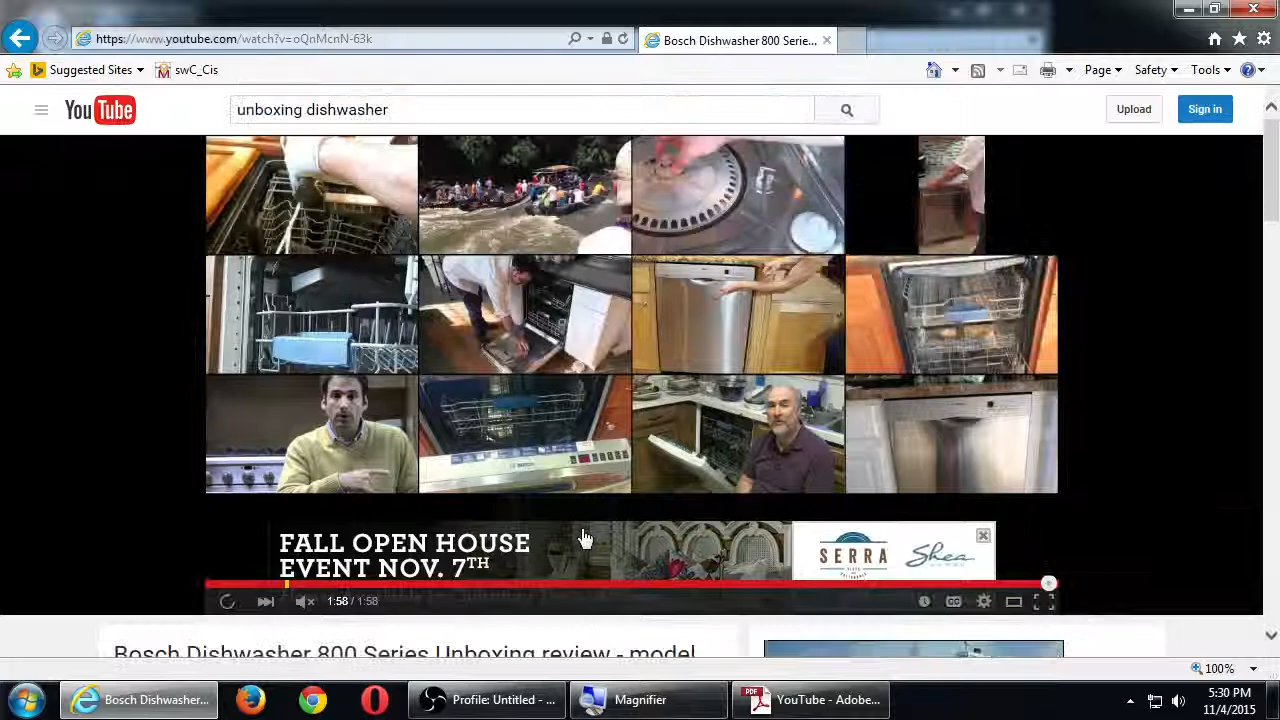 https://www.youtube.com/watch?v=oQnMcnN-63k
Bosch Dishwasher 800 Serie...
Suggested Sites
swC_Cis
Page
Safety
Tools
YouTube
unboxing dishwasher
Upload
Sign in
FALL OPEN HOUSE
EVENT NOV. 7TH
SERRA
Shea
1:58 / 1:58
Bosch Dishwasher 800 Series Unboxing review - model
100%
Bosch Dishwasher...
Profile: Untitled - ...
Magnifier
PDF
YouTube - Adobe...
5:30 PM
11/4/2015